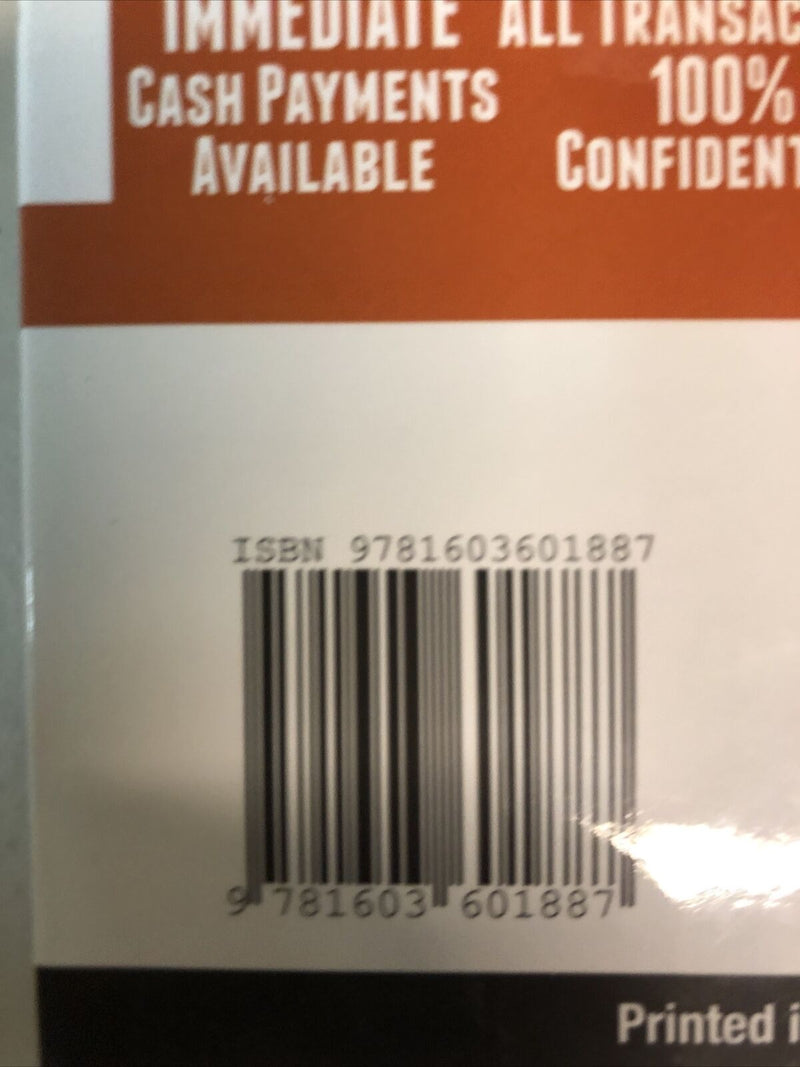 IMMEDIATE ALL TRANSAC
CASH PAYMENTS 100%
AVAILABLE CONFIDENT
ISBN 9781603601887
9 781603 601887
Printed i